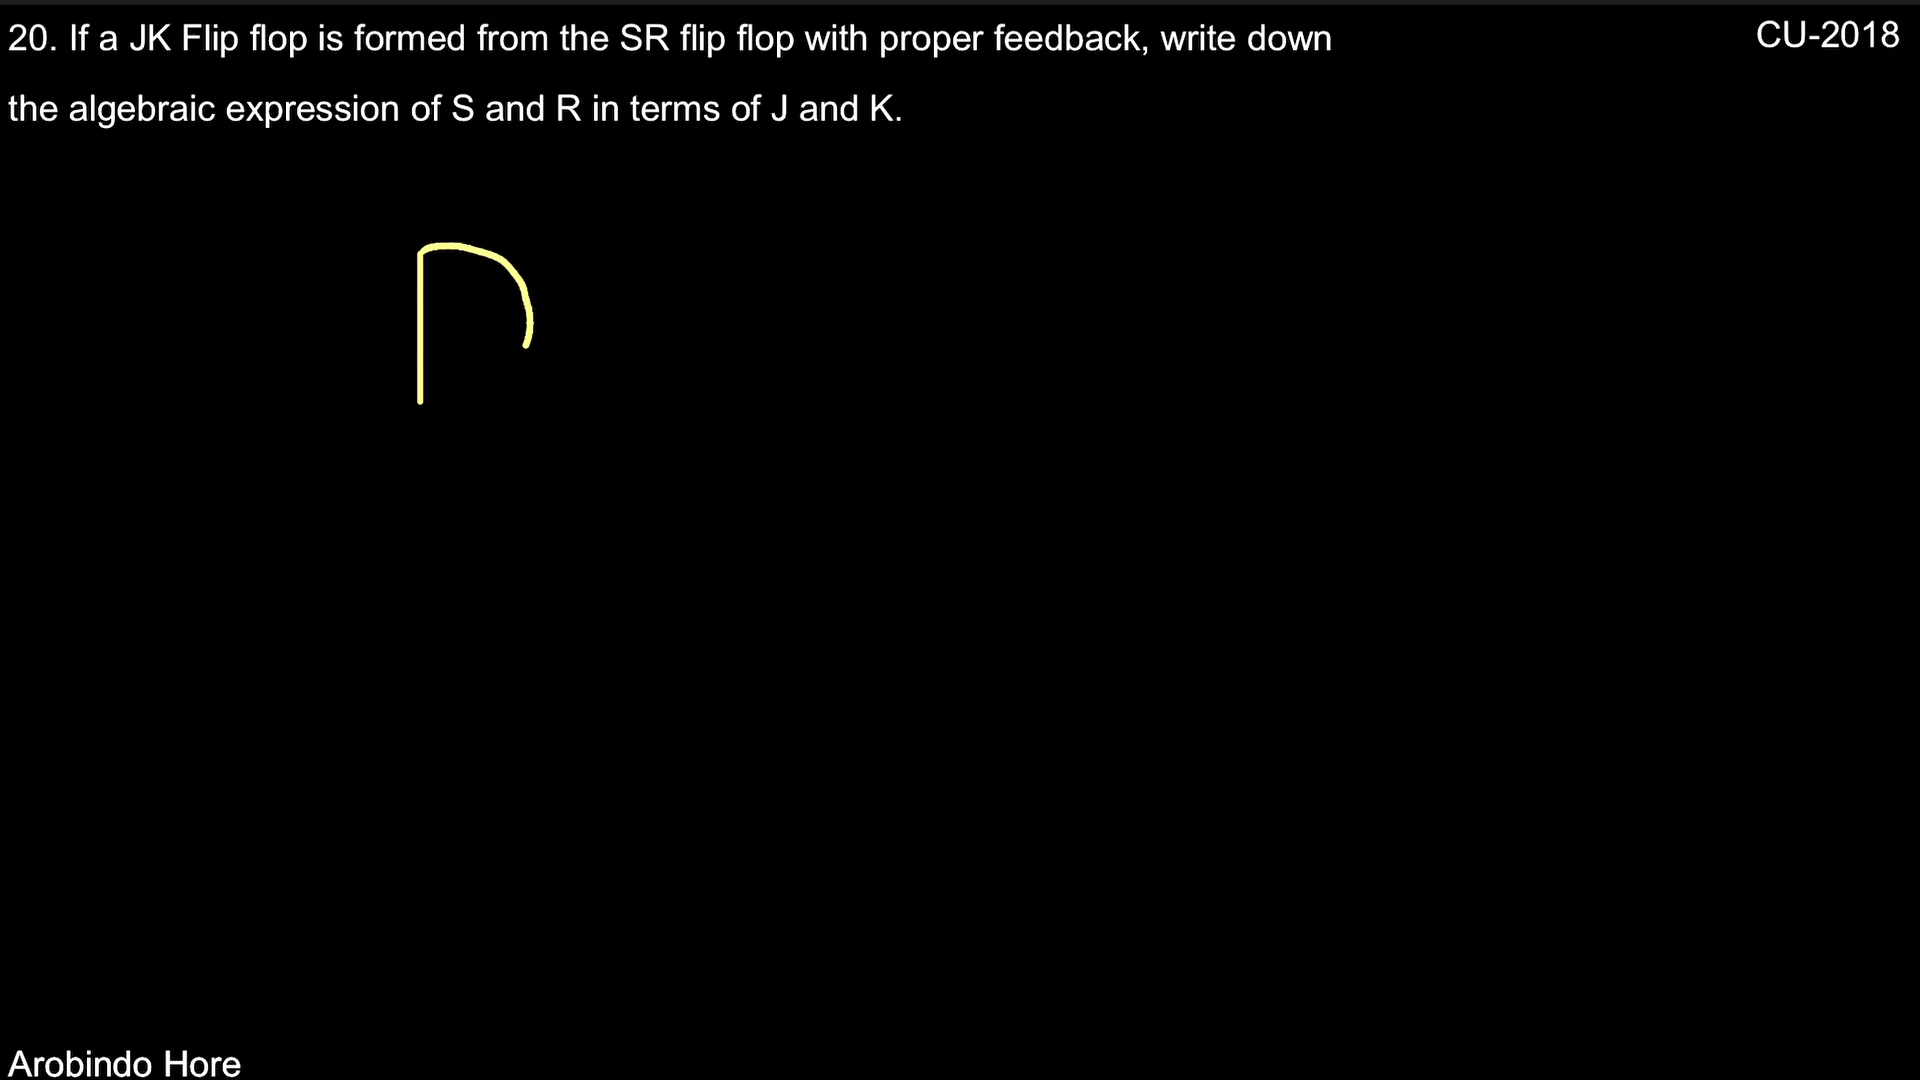 20. If a JK Flip flop is formed from the SR flip flop with proper feedback, write down
the algebraic expression of S and R in terms of J and K.
CU-2018
Arobindo Hore